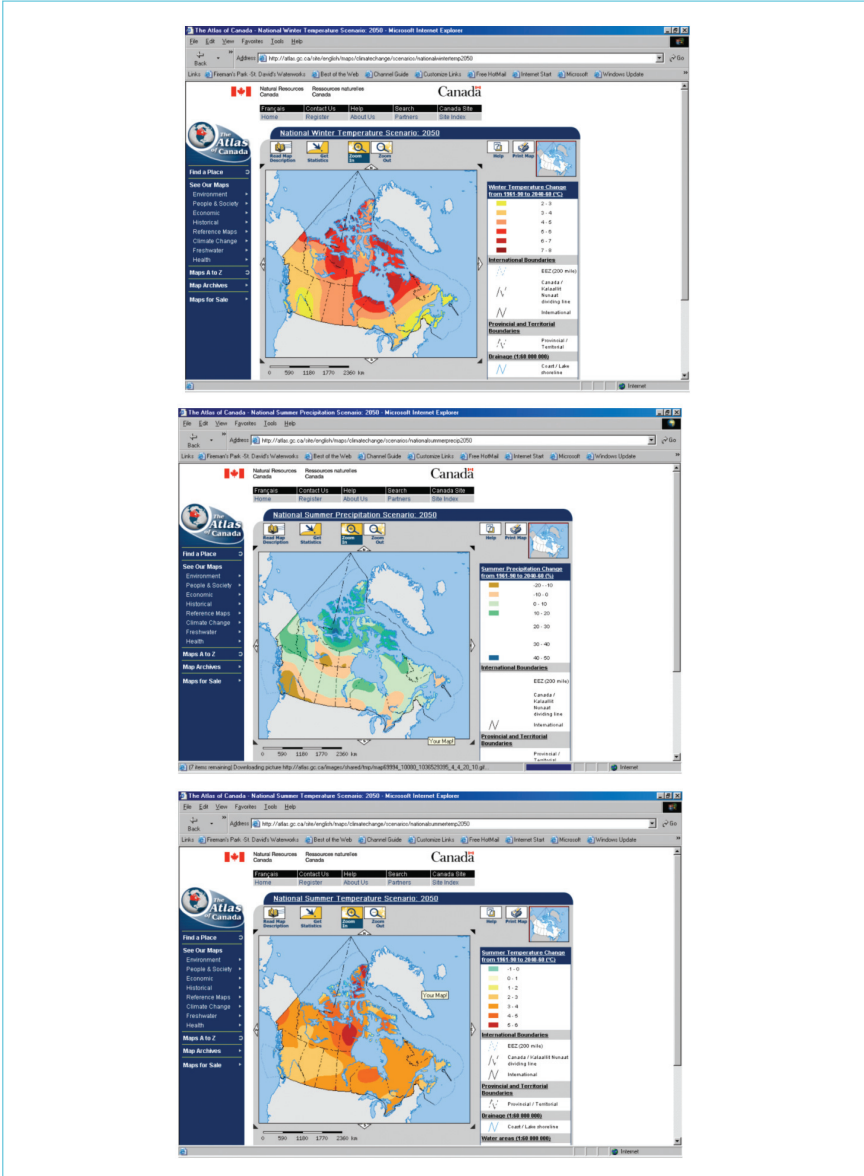 The Atlas of Canada - National Winter Temperature Scenario: 2050 - Microsoft Internet Explorer
File Edit View Favorites Tools Help
Back
Address http://atlas.gc.ca/site/english/maps/climatechange/scenarios/nationalwintertemp2050
Go
Links Fireman's Park-St. David's Waterworks Best of the Web Channel Guide Customize Links Free HotMail Internet Start Microsoft Windows Update
Natural Resources Canada
Ressources naturelles Canada
Canada
Français Contact Us Help Search Canada Site
Home Register About Us Partners Site Index
The Atlas of Canada
National Winter Temperature Scenario: 2050
Read Map Description
Get Statistics
Zoom In
Zoom Out
Help
Print Map
Find a Place
See Our Maps
Environment
People & Society
Economic
Historical
Reference Maps
Climate Change
Freshwater
Health
Maps A to Z
Map Archives
Maps for Sale
Winter Temperature Change
from 1961-90 to 2040-60 (°C)
2 - 3
3 - 4
4 - 5
5 - 6
6 - 7
7 - 8
International Boundaries
EEZ (200 mile)
Canada /
Kalaallit
Nunaat
dividing line
International
Provincial and Territorial
Boundaries
Provincial /
Territorial
Drainage (1:60 000 000)
Coast / Lake
shoreline
0 590 1180 1770 2360 km
Internet
The Atlas of Canada - National Summer Precipitation Scenario: 2050 - Microsoft Internet Explorer
File Edit View Favorites Tools Help
Back
Address http://atlas.gc.ca/site/english/maps/climatechange/scenarios/nationalsummerprecip2050
Go
Links Fireman's Park-St. David's Waterworks Best of the Web Channel Guide Customize Links Free HotMail Internet Start Microsoft Windows Update
Natural Resources Canada
Ressources naturelles Canada
Canada
Français Contact Us Help Search Canada Site
Home Register About Us Partners Site Index
The Atlas of Canada
National Summer Precipitation Scenario: 2050
Read Map Description
Get Statistics
Zoom In
Zoom Out
Help
Print Map
Find a Place
See Our Maps
Environment
People & Society
Economic
Historical
Reference Maps
Climate Change
Freshwater
Health
Maps A to Z
Map Archives
Maps for Sale
Summer Precipitation Change
from 1961-90 to 2040-60 (%)
-20 - -10
-10 - 0
0 - 10
10 - 20
20 - 30
30 - 40
40 - 50
International Boundaries
EEZ (200 mile)
Canada /
Kalaallit
Nunaat
dividing line
International
Provincial and Territorial
Boundaries
Provincial /
Territorial
Your Map!
0 590 1180 1770 2360 km
(7 items remaining) Downloading picture
Internet
The Atlas of Canada - National Summer Temperature Scenario: 2050 - Microsoft Internet Explorer
File Edit View Favorites Tools Help
Back
Address http://atlas.gc.ca/site/english/maps/climatechange/scenarios/nationalsummertemp2050
Go
Links Fireman's Park-St. David's Waterworks Best of the Web Channel Guide Customize Links Free HotMail Internet Start Microsoft Windows Update
Natural Resources Canada
Ressources naturelles Canada
Canada
Français Contact Us Help Search Canada Site
Home Register About Us Partners Site Index
The Atlas of Canada
National Summer Temperature Scenario: 2050
Read Map Description
Get Statistics
Zoom In
Zoom Out
Help
Print Map
Find a Place
See Our Maps
Environment
People & Society
Economic
Historical
Reference Maps
Climate Change
Freshwater
Health
Maps A to Z
Map Archives
Maps for Sale
Summer Temperature Change
from 1961-90 to 2040-60 (°C)
-1 - 0
0 - 1
1 - 2
2 - 3
3 - 4
4 - 5
5 - 6
International Boundaries
EEZ (200 mile)
Canada / Kalaallit Nunaat
dividing line
International
Provincial and Territorial
Boundaries
Provincial / Territorial
Drainage (1:60 000 000)
Coast / Lake shoreline
Water areas (1:60 000 000)
Your Map!
0 590 1180 1770 2360 km
Internet